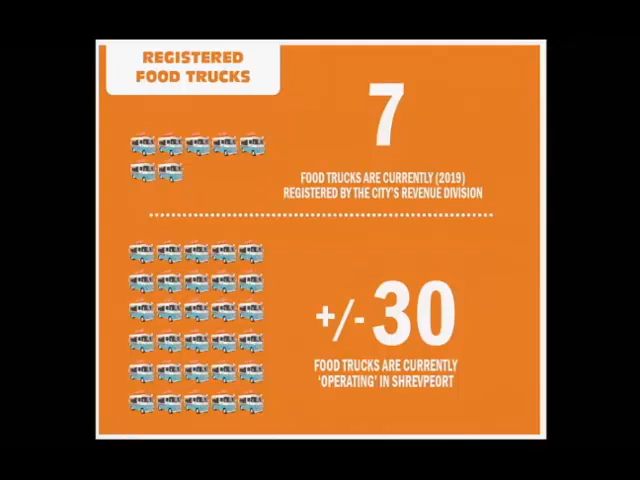 REGISTERED
FOOD TRUCKS
7
FOOD TRUCKS ARE CURRENTLY (2019)
REGISTERED BY THE CITY'S REVENUE DIVISION
+/-30
FOOD TRUCKS ARE CURRENTLY
'OPERATING' IN SHREVPEORT